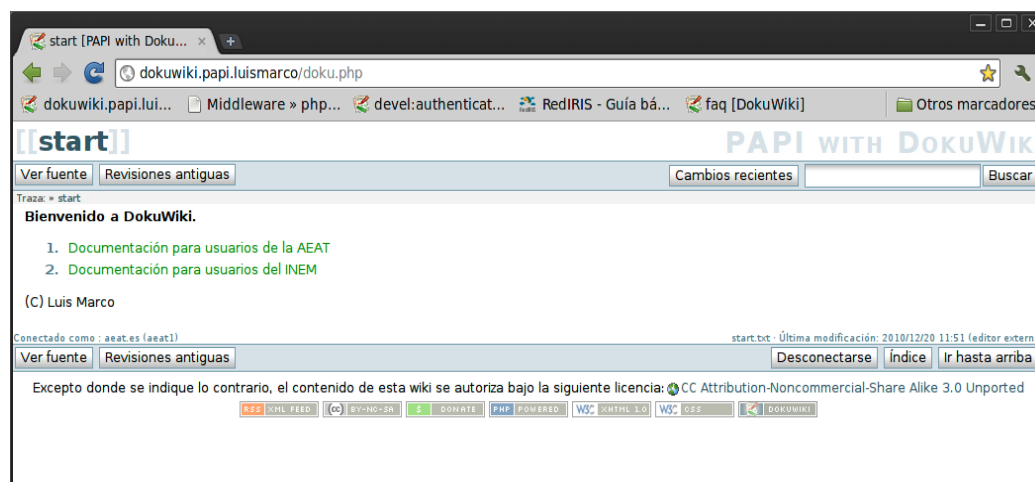 start [PAPI with Doku...
dokuwiki.papi.luismarco/doku.php
dokuwiki.papi.lui... Middleware » php... devel:authenticat... RedIRIS - Guía bá... faq [DokuWiki] Otros marcadores
[[start]] PAPI WITH DOKUWIK
Ver fuente Revisiones antiguas Cambios recientes Buscar
Traza: » start
Bienvenido a DokuWiki.
1. Documentación para usuarios de la AEAT
2. Documentación para usuarios del INEM
(C) Luis Marco
Conectado como : aeat.es (aeat1) start.txt · Última modificación: 2010/12/20 11:51 (editor extern
Ver fuente Revisiones antiguas Desconectarse Índice Ir hasta arriba
Excepto donde se indique lo contrario, el contenido de esta wiki se autoriza bajo la siguiente licencia: CC Attribution-Noncommercial-Share Alike 3.0 Unported
RSS XML FEED (cc) BY-NC-SA $ DONATE PHP POWERED W3C XHTML 1.0 W3C CSS DOKUWIKI